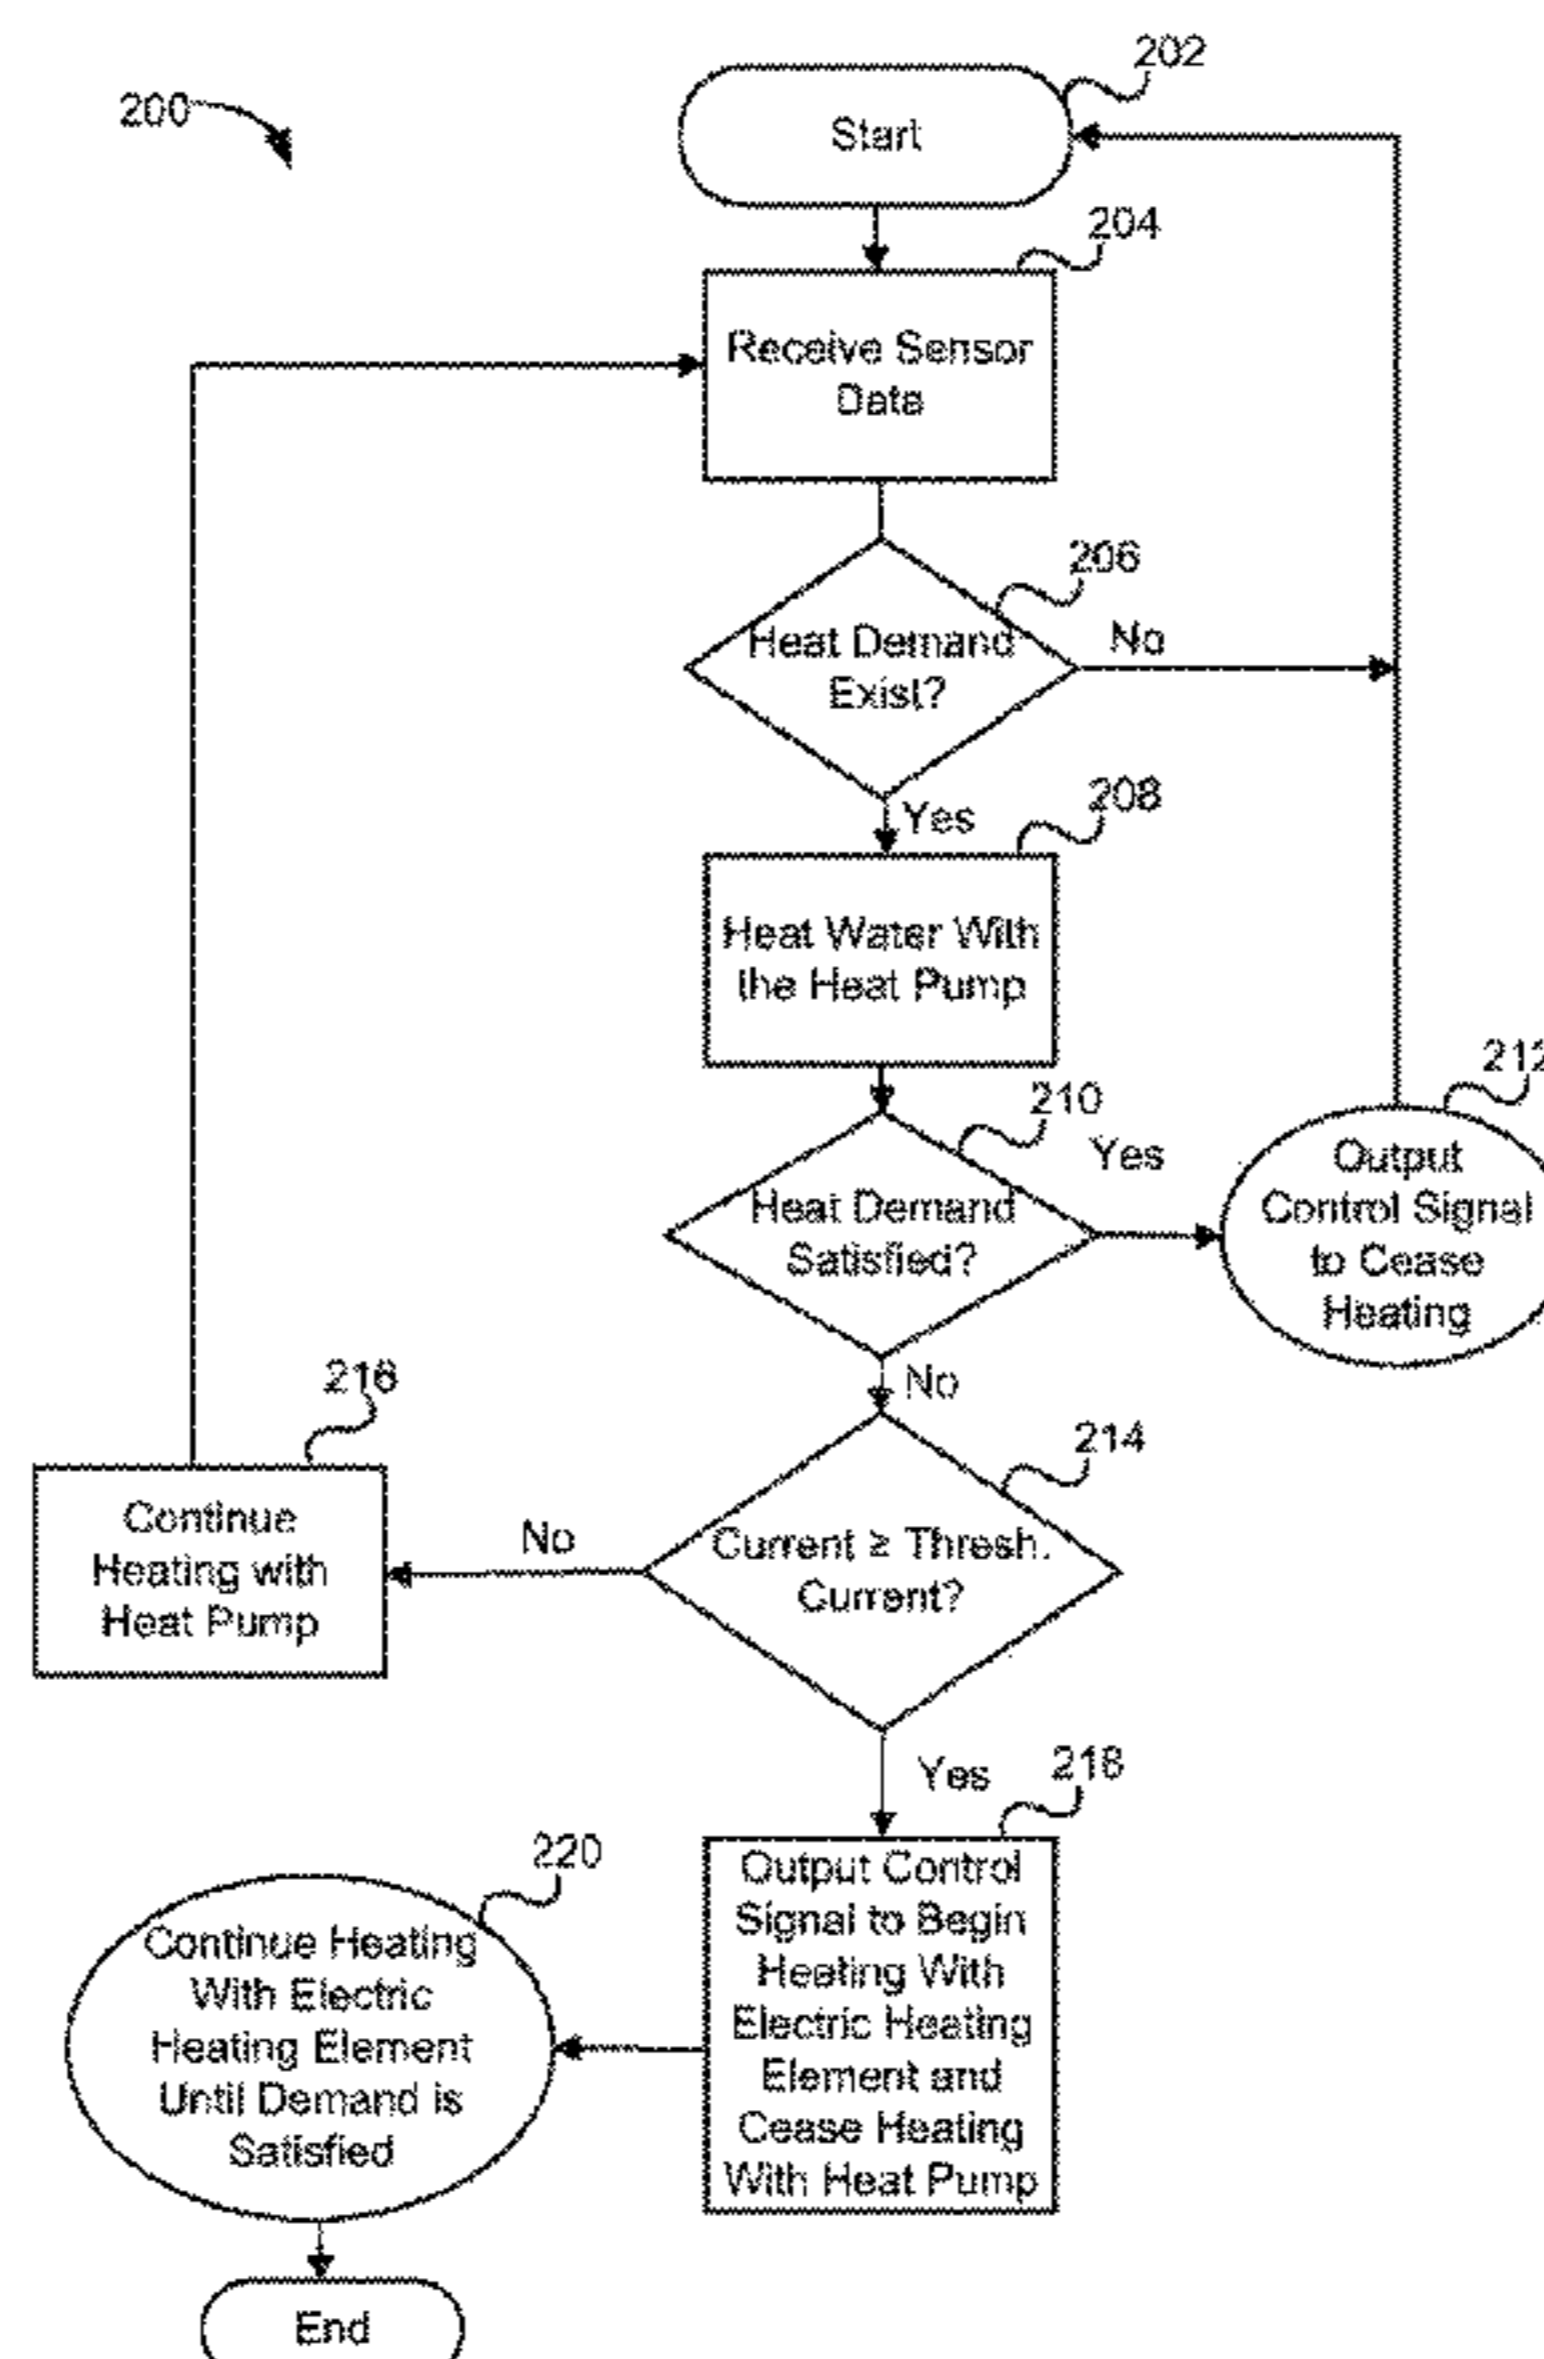 202
200
Start
204
Receive Sensor
Data
206
Heat Demand
Exist?
No
Yes
208
Heat Water With
the Heat Pump
210
Heat Demand
Satisfied?
Yes
212
Output
Control Signal
to Cease
Heating
No
214
Current ≥ Thresh.
Current?
216
Continue
Heating with
Heat Pump
No
Yes
218
Output Control
Signal to Begin
Heating With
Electric Heating
Element and
Cease Heating
With Heat Pump
220
Continue Heating
With Electric
Heating Element
Until Demand is
Satisfied
End